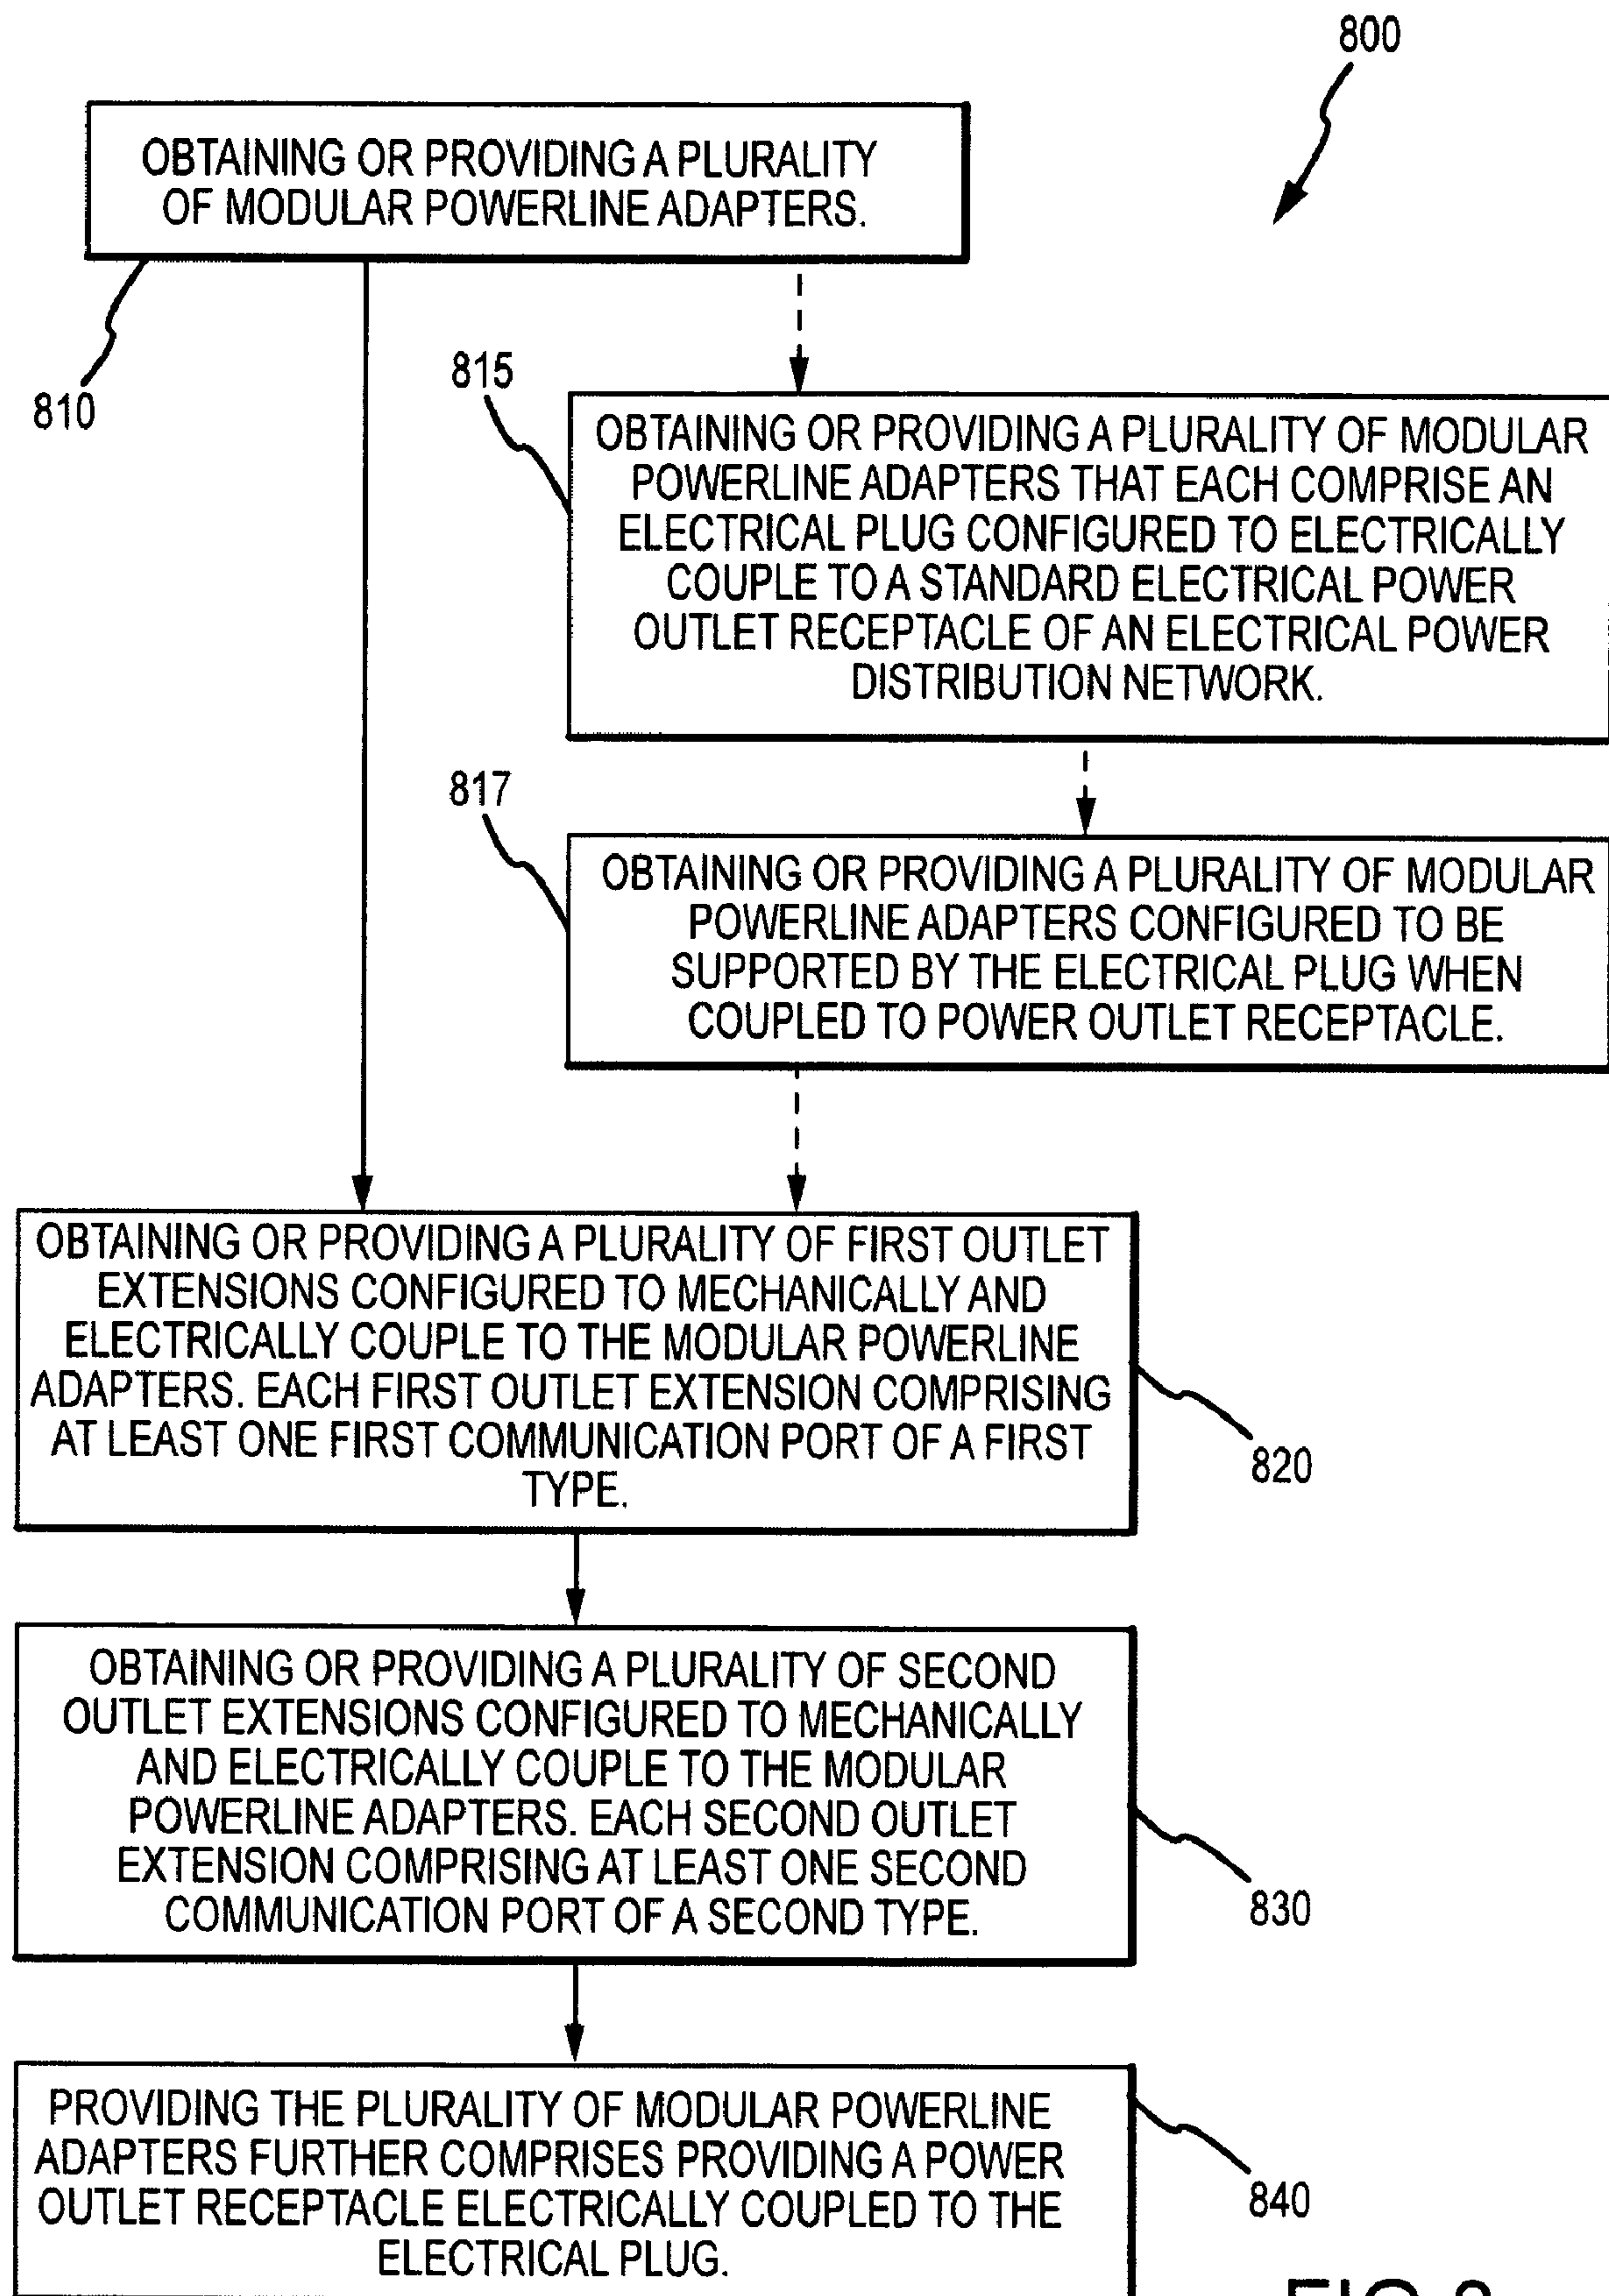 800
OBTAINING OR PROVIDING A PLURALITY
OF MODULAR POWERLINE ADAPTERS.
810
815
OBTAINING OR PROVIDING A PLURALITY OF MODULAR
POWERLINE ADAPTERS THAT EACH COMPRISE AN
ELECTRICAL PLUG CONFIGURED TO ELECTRICALLY
COUPLE TO A STANDARD ELECTRICAL POWER
OUTLET RECEPTACLE OF AN ELECTRICAL POWER
DISTRIBUTION NETWORK.
817
OBTAINING OR PROVIDING A PLURALITY OF MODULAR
POWERLINE ADAPTERS CONFIGURED TO BE
SUPPORTED BY THE ELECTRICAL PLUG WHEN
COUPLED TO POWER OUTLET RECEPTACLE.
OBTAINING OR PROVIDING A PLURALITY OF FIRST OUTLET
EXTENSIONS CONFIGURED TO MECHANICALLY AND
ELECTRICALLY COUPLE TO THE MODULAR POWERLINE
ADAPTERS. EACH FIRST OUTLET EXTENSION COMPRISING
AT LEAST ONE FIRST COMMUNICATION PORT OF A FIRST
TYPE.
820
OBTAINING OR PROVIDING A PLURALITY OF SECOND
OUTLET EXTENSIONS CONFIGURED TO MECHANICALLY
AND ELECTRICALLY COUPLE TO THE MODULAR
POWERLINE ADAPTERS. EACH SECOND OUTLET
EXTENSION COMPRISING AT LEAST ONE SECOND
COMMUNICATION PORT OF A SECOND TYPE.
830
PROVIDING THE PLURALITY OF MODULAR POWERLINE
ADAPTERS FURTHER COMPRISES PROVIDING A POWER
OUTLET RECEPTACLE ELECTRICALLY COUPLED TO THE
ELECTRICAL PLUG.
840